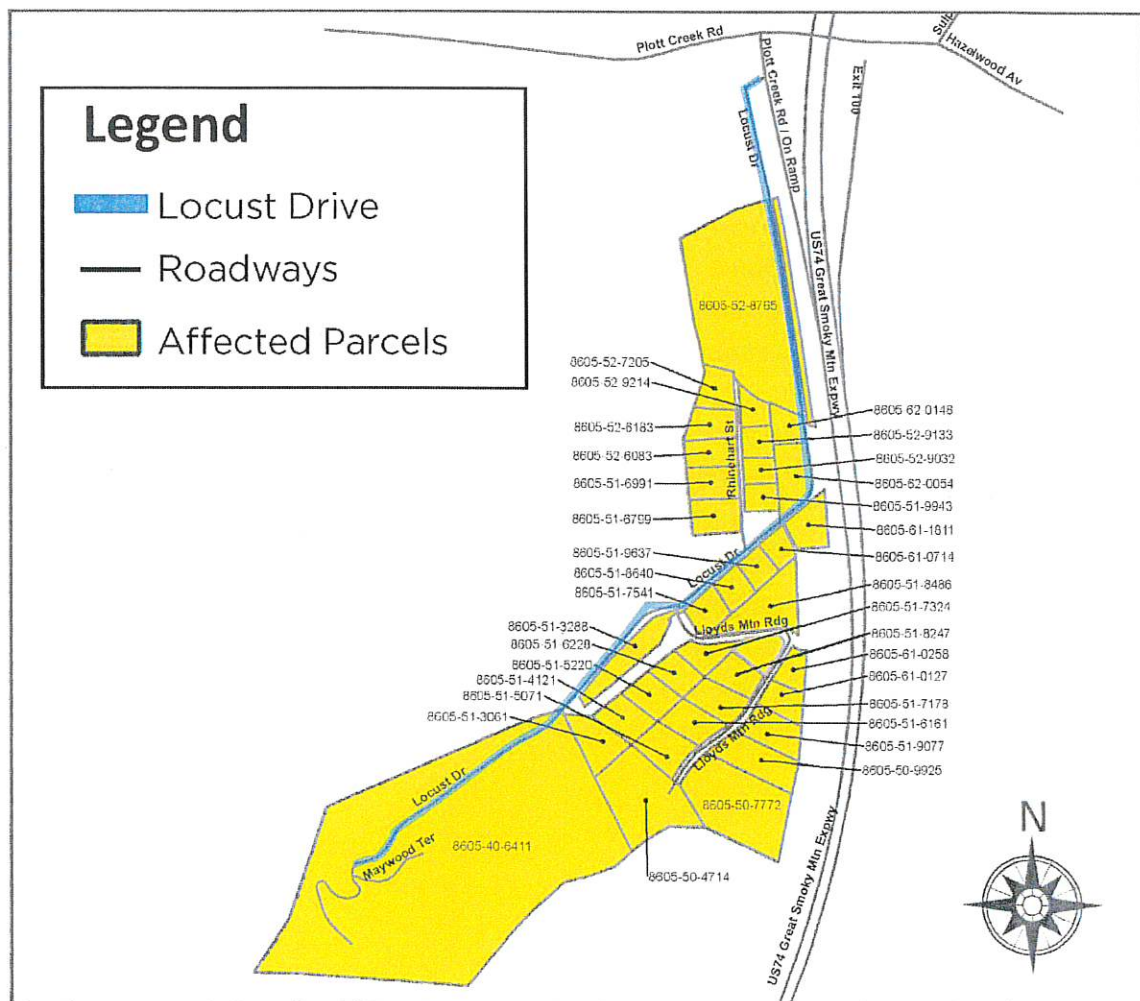 Plott Creek Rd
Hazelwood Av
Plott Creek Rd / On Ramp
Exit 100
Locust Dr
US74 Great Smoky Mtn Expwy
Legend
Locust Drive
Roadways
Affected Parcels
8605-52-8765
8605-52-7205
8605-52-9214
8605-52-6183
8605-52-6083
8605-51-6991
8605-51-6799
Rhinehart St
8605-62-0148
8605-52-9133
8605-52-9032
8605-62-0054
8605-51-9943
8605-61-1811
8605-61-0714
8605-51-9637
8605-51-8640
8605-51-7541
Locust Dr
8605-51-8486
8605-51-7324
Lloyds Mtn Rdg
8605-51-3288
8605-51-6228
8605-51-5220
8605-51-4121
8605-51-5071
8605-51-3061
8605-51-8247
8605-61-0258
8605-61-0127
8605-51-7178
8605-51-6161
8605-51-9077
8605-50-9925
Lloyds Mtn Rdg
8605-50-7772
Locust Dr
Maywood Ter
8605-40-6411
8605-50-4714
US74 Great Smoky Mtn Expwy
N